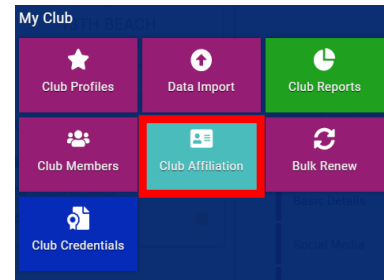 My Club
Club Profiles
Data Import
Club Reports
Club Members
Club Affiliation
Bulk Renew
Basic Details
Club Credentials
Social Media